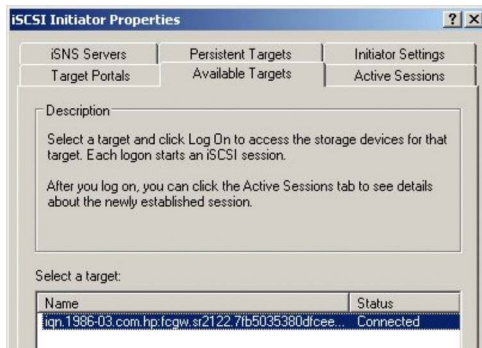 iSCSI Initiator Properties
iSNS Servers Persistent Targets Initiator Settings
Target Portals Available Targets Active Sessions
Description
Select a target and click Log On to access the storage devices for that
target. Each logon starts an iSCSI session.
After you log on, you can click the Active Sessions tab to see details
about the newly established session.
Select a target:
Name Status
iqn.1986-03.com.hp:fcgw.sr2122.7fb5035380dfcee... Connected